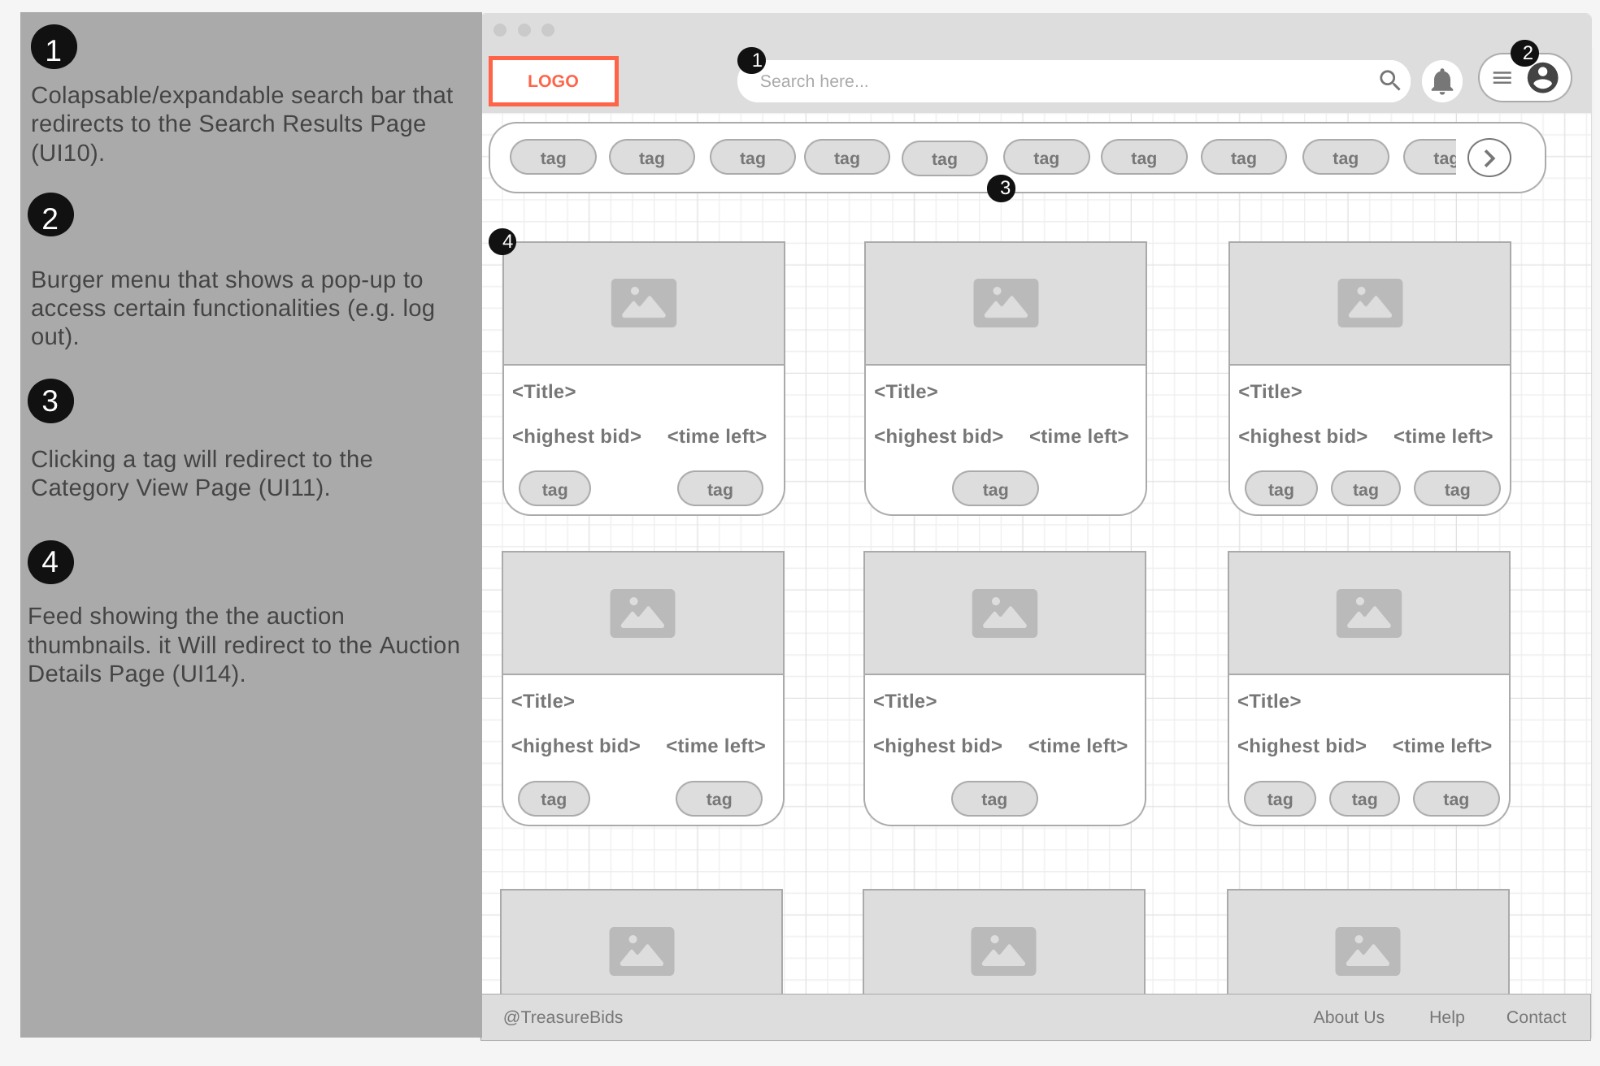 1
Colapsable/expandable search bar that
redirects to the Search Results Page
(UI10).
2
Burger menu that shows a pop-up to
access certain functionalities (e.g. log
out).
3
Clicking a tag will redirect to the
Category View Page (UI11).
4
Feed showing the the auction
thumbnails. it Will redirect to the Auction
Details Page (UI14).
LOGO
1
Search here...
2
tag tag tag tag tag tag tag tag tag tag
3
4
<Title> <Title> <Title>
<highest bid> <time left> <highest bid> <time left> <highest bid> <time left>
tag tag tag tag tag tag
<Title> <Title> <Title>
<highest bid> <time left> <highest bid> <time left> <highest bid> <time left>
tag tag tag tag tag tag
@TreasureBids About Us Help Contact